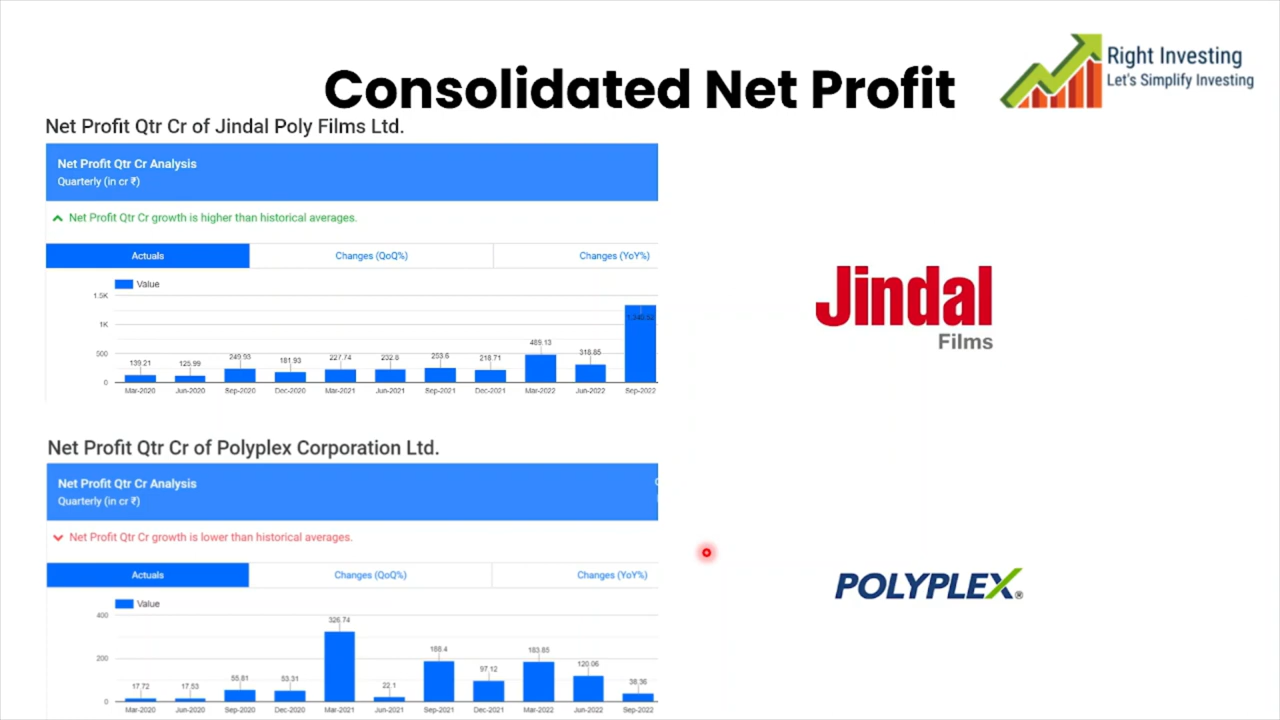 Consolidated Net Profit
Right Investing
Let's Simplify Investing
Net Profit Qtr Cr of Jindal Poly Films Ltd.
Net Profit Qtr Cr Analysis
Quarterly (in cr ₹)
Net Profit Qtr Cr growth is higher than historical averages.
Actuals Changes (QoQ%) Changes (YoY%)
Value
1.5K
1K
500
0
139.21 125.99 249.93 181.93 227.74 232.8 253.6 218.71 489.13 318.85
Mar-2020 Jun-2020 Sep-2020 Dec-2020 Mar-2021 Jun-2021 Sep-2021 Dec-2021 Mar-2022 Jun-2022 Sep-2022
Jindal
Films
Net Profit Qtr Cr of Polyplex Corporation Ltd.
Net Profit Qtr Cr Analysis
Quarterly (in cr ₹)
Net Profit Qtr Cr growth is lower than historical averages.
Actuals Changes (QoQ%) Changes (YoY%)
Value
400
200
0
17.72 17.53 55.81 53.31 326.74 22.1 188.4 97.12 183.85 120.06 38.36
Mar-2020 Jun-2020 Sep-2020 Dec-2020 Mar-2021 Jun-2021 Sep-2021 Dec-2021 Mar-2022 Jun-2022 Sep-2022
POLYPLEX®